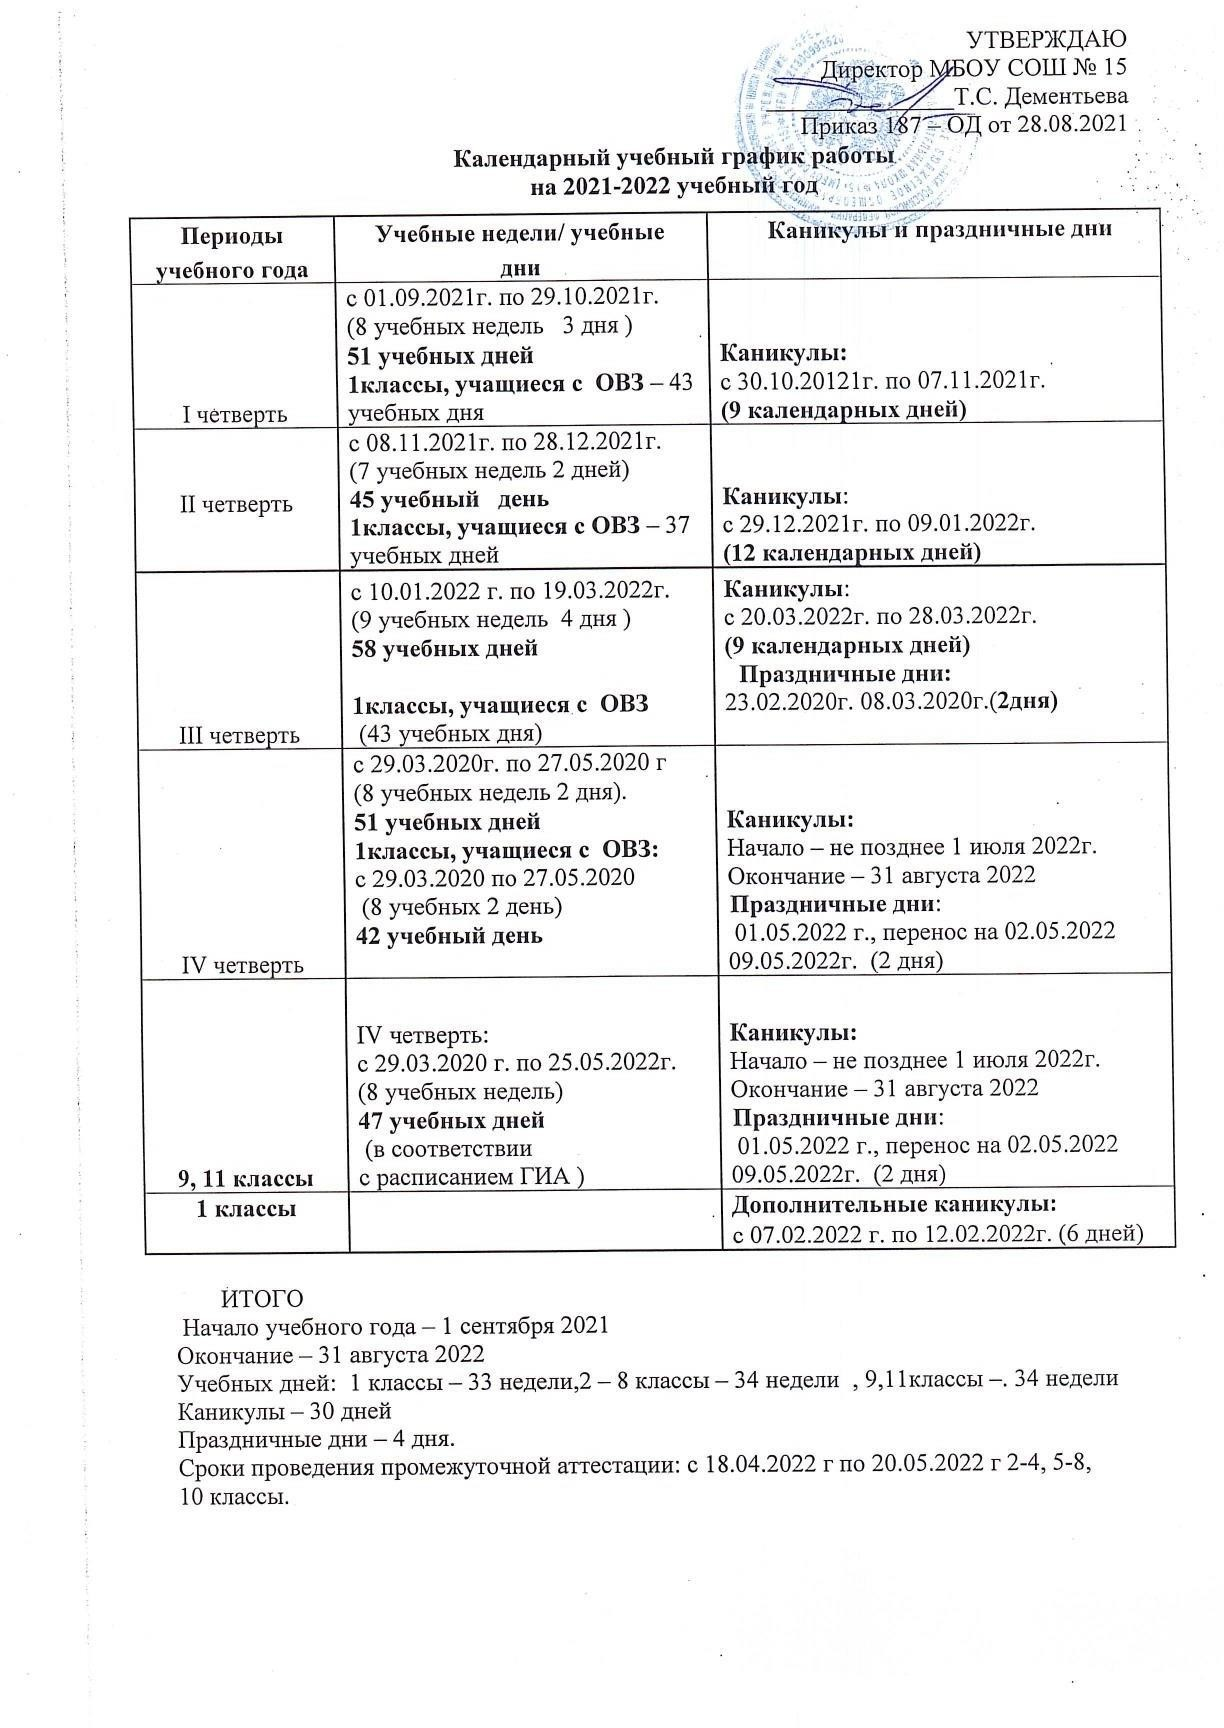 УТВЕРЖДАЮ
Директор МБОУ СОШ № 15
Т.С. Дементьева
Приказ 187 – ОД от 28.08.2021
Календарный учебный график работы
на 2021-2022 учебный год
Периоды
учебного года
Учебные недели/ учебные
дни
Каникулы и праздничные дни
I четверть
с 01.09.2021г. по 29.10.2021г.
(8 учебных недель 3 дня )
51 учебных дней
1классы, учащиеся с ОВЗ – 43
учебных дня
Каникулы:
с 30.10.20121г. по 07.11.2021г.
(9 календарных дней)
II четверть
с 08.11.2021г. по 28.12.2021г.
(7 учебных недель 2 дней)
45 учебный день
1классы, учащиеся с ОВЗ – 37
учебных дней
Каникулы:
с 29.12.2021г. по 09.01.2022г.
(12 календарных дней)
III четверть
с 10.01.2022 г. по 19.03.2022г.
(9 учебных недель 4 дня )
58 учебных дней
1классы, учащиеся с ОВЗ
(43 учебных дня)
Каникулы:
с 20.03.2022г. по 28.03.2022г.
(9 календарных дней)
Праздничные дни:
23.02.2020г. 08.03.2020г.(2дня)
IV четверть
с 29.03.2020г. по 27.05.2020 г
(8 учебных недель 2 дня).
51 учебных дней
1классы, учащиеся с ОВЗ:
с 29.03.2020 по 27.05.2020
(8 учебных 2 день)
42 учебный день
Каникулы:
Начало – не позднее 1 июля 2022г.
Окончание – 31 августа 2022
Праздничные дни:
01.05.2022 г., перенос на 02.05.2022
09.05.2022г. (2 дня)
9, 11 классы
IV четверть:
с 29.03.2020 г. по 25.05.2022г.
(8 учебных недель)
47 учебных дней
(в соответствии
с расписанием ГИА )
Каникулы:
Начало – не позднее 1 июля 2022г.
Окончание – 31 августа 2022
Праздничные дни:
01.05.2022 г., перенос на 02.05.2022
09.05.2022г. (2 дня)
1 классы
Дополнительные каникулы:
с 07.02.2022 г. по 12.02.2022г. (6 дней)
ИТОГО
Начало учебного года – 1 сентября 2021
Окончание – 31 августа 2022
Учебных дней: 1 классы – 33 недели,2 – 8 классы – 34 недели , 9,11классы –. 34 недели
Каникулы – 30 дней
Праздничные дни – 4 дня.
Сроки проведения промежуточной аттестации: с 18.04.2022 г по 20.05.2022 г 2-4, 5-8,
10 классы.